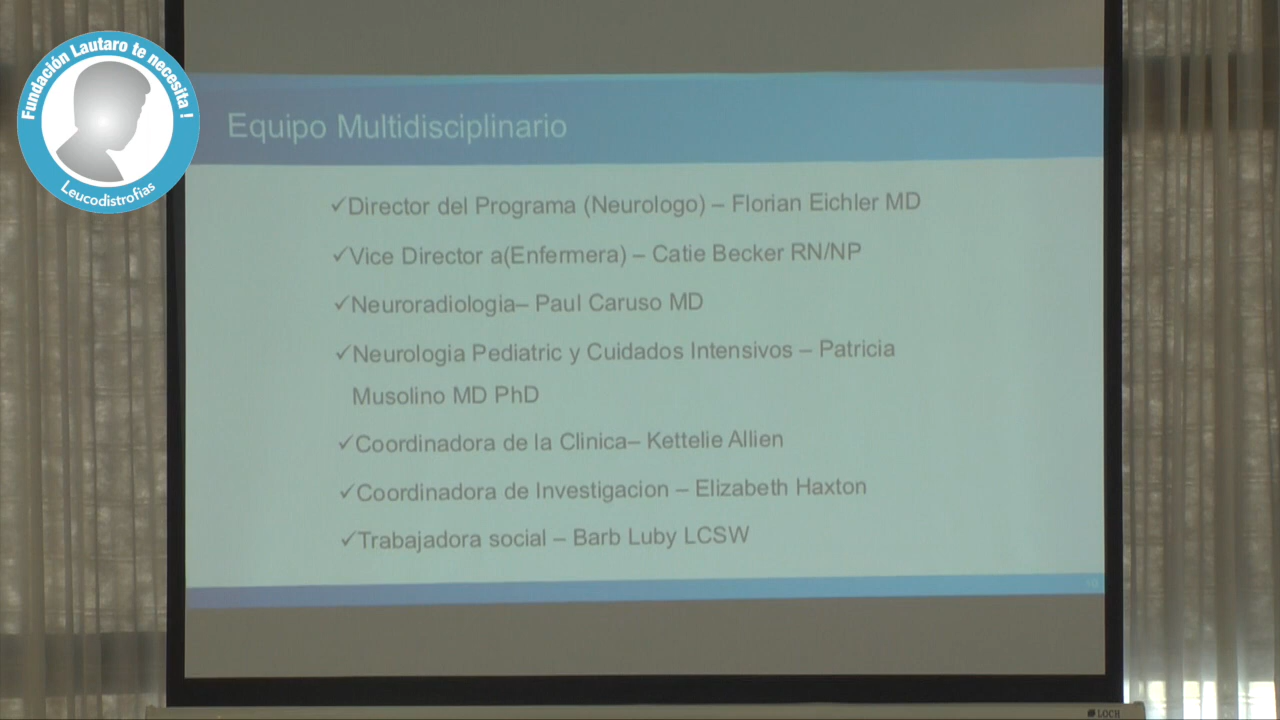 Fundación Lautaro te necesita !
Leucodistrofias
Equipo Multidisciplinario
✓Director del Programa (Neurologo) – Florian Eichler MD
✓Vice Director a(Enfermera) – Catie Becker RN/NP
✓Neuroradiologia– Paul Caruso MD
✓Neurologia Pediatric y Cuidados Intensivos – Patricia
Musolino MD PhD
✓Coordinadora de la Clinica– Kettelie Allien
✓Coordinadora de Investigacion – Elizabeth Haxton
✓Trabajadora social – Barb Luby LCSW
LOCH